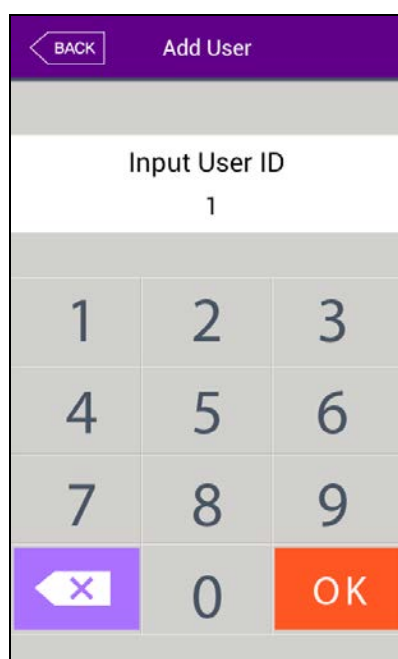 BACK Add User
Input User ID
1
1 2 3
4 5 6
7 8 9
0 OK